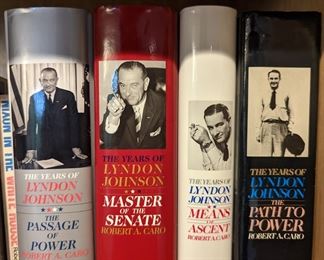 NIXON IN THE WHITE HOUSE
THE YEARS OF
LYNDON
JOHNSON
THE
PASSAGE OF
POWER
ROBERT A. CARO
THE YEARS OF
LYNDON
JOHNSON
MASTER
OF THE
SENATE
ROBERT A. CARO
THE YEARS OF
LYNDON
JOHNSON
MEANS
OF
ASCENT
ROBERT A. CARO
THE YEARS OF
LYNDON
JOHNSON
THE
PATH TO
POWER
ROBERT A. CARO